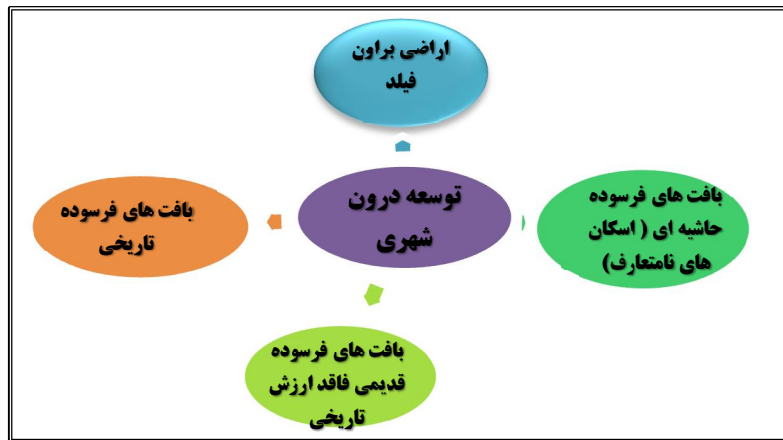 اراضی براون
فیلد
توسعه درون
شهری
بافت های فرسوده
حاشیه ای ( اسکان
های نامتعارف)
بافت های فرسوده
تاریخی
بافت های فرسوده
قدیمی فاقد ارزش
تاریخی